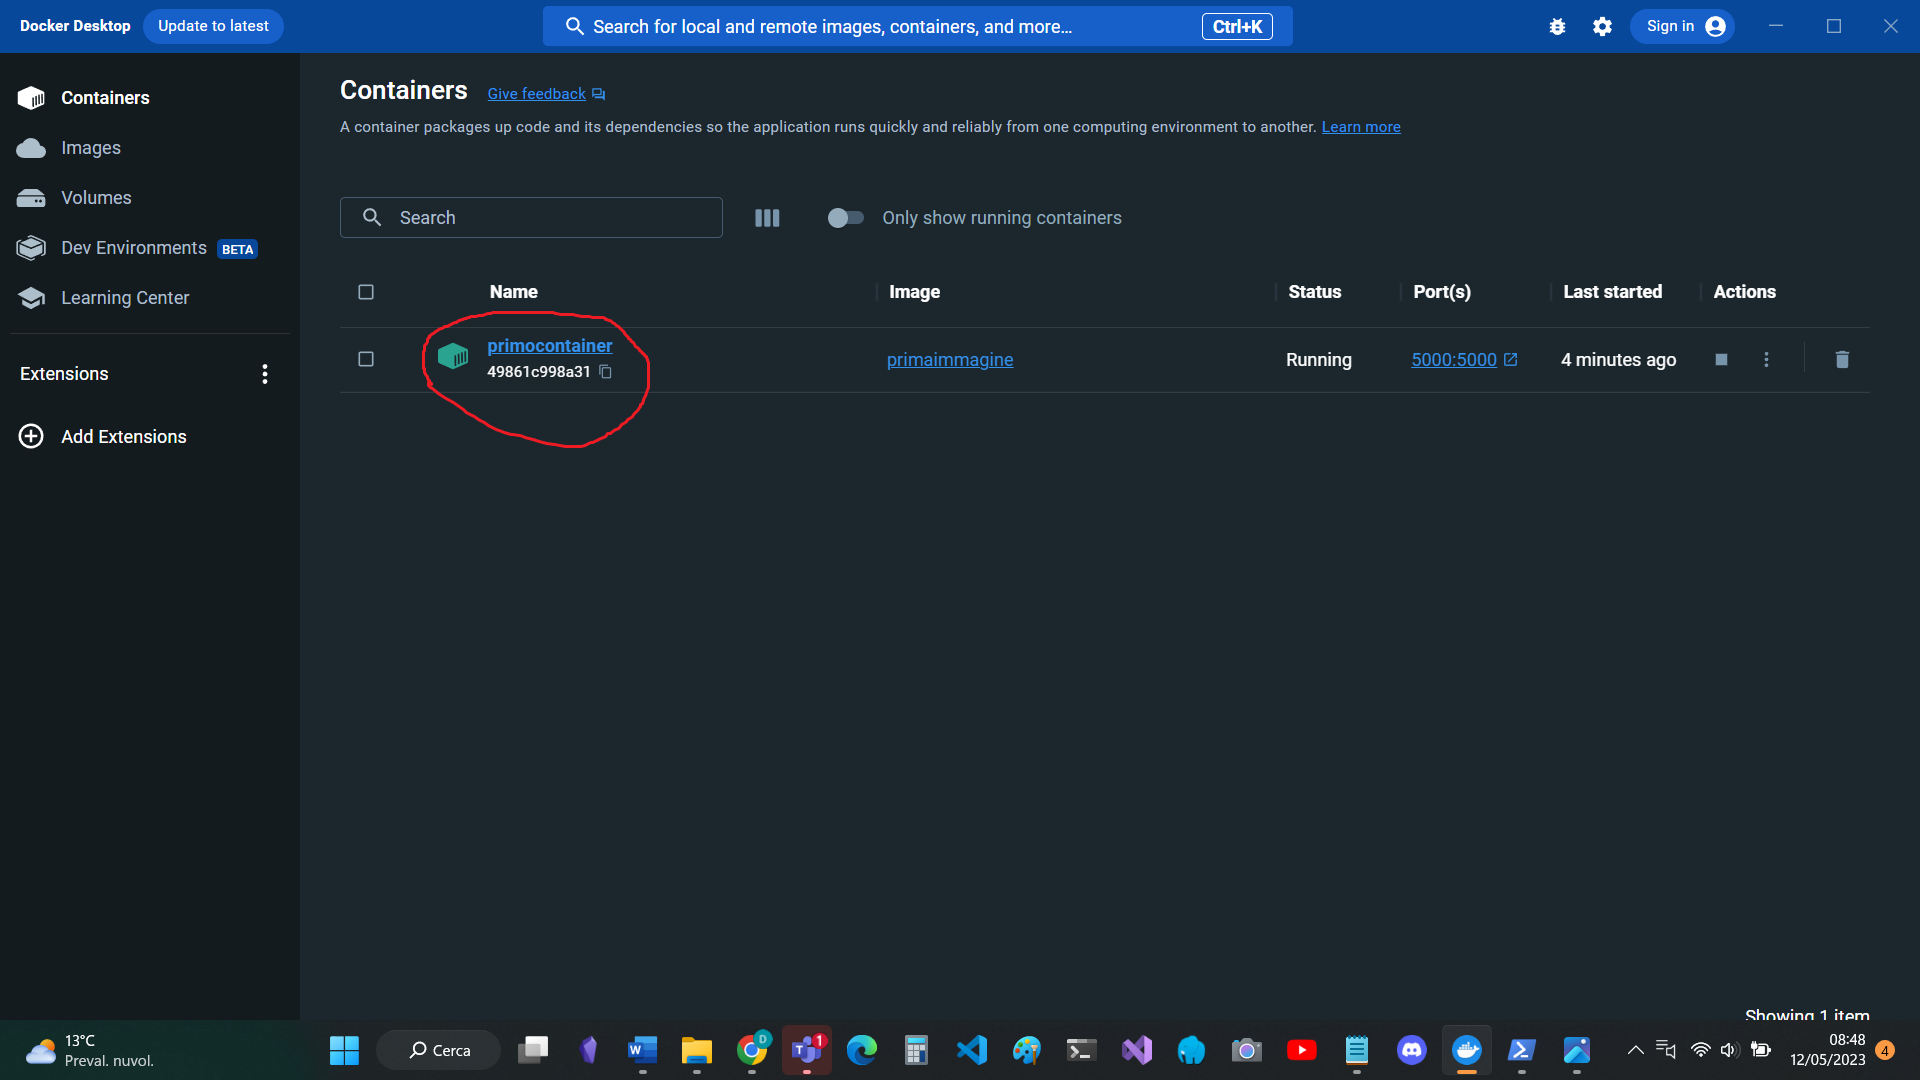 Docker Desktop Update to latest Search for local and remote images, containers, and more... Ctrl+K Sign in
Containers
Images
Volumes
Dev Environments BETA
Learning Center
Extensions
Add Extensions
Containers Give feedback
A container packages up code and its dependencies so the application runs quickly and reliably from one computing environment to another. Learn more
Search Only show running containers
Name Image Status Port(s) Last started Actions
primocontainer primaimmagine Running 5000:5000 4 minutes ago
49861c998a31
Showing 1 item
13°C
Preval. nuvol.
Cerca
W
D
1
08:48
12/05/2023
4